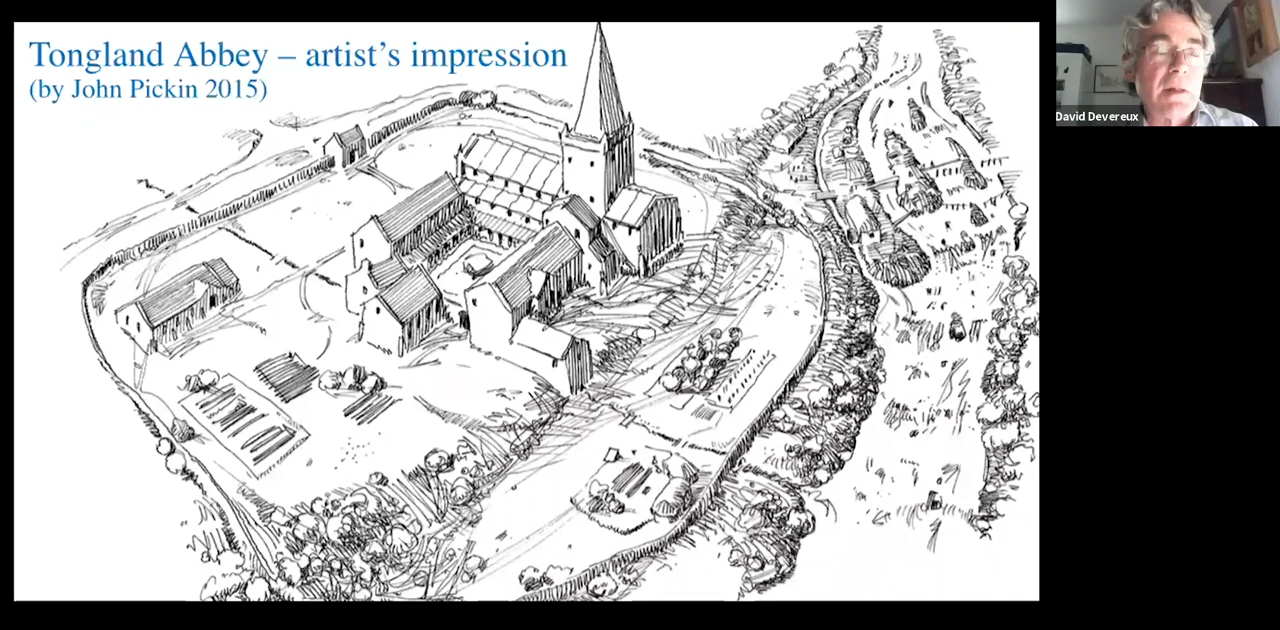 Tongland Abbey – artist's impression
(by John Pickin 2015)
David Devereux